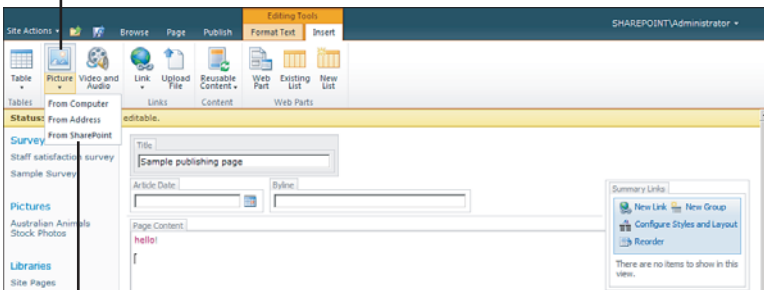 Editing Tools
SHAREPOINT\Administrator
Site Actions Browse Page Publish Format Text Insert
Table Picture Video and Audio Link Upload File Reusable Content Web Part Existing List New List
Tables Links Content Web Parts
From Computer
From Address
From SharePoint
Status: editable.
Survey
Staff satisfaction survey
Sample Survey
Pictures
Australian Animals
Stock Photos
Libraries
Site Pages
Title
Sample publishing page
Article Date Byline
Page Content
hello!
Summary Links
New Link New Group
Configure Styles and Layout
Reorder
There are no items to show in this
view.